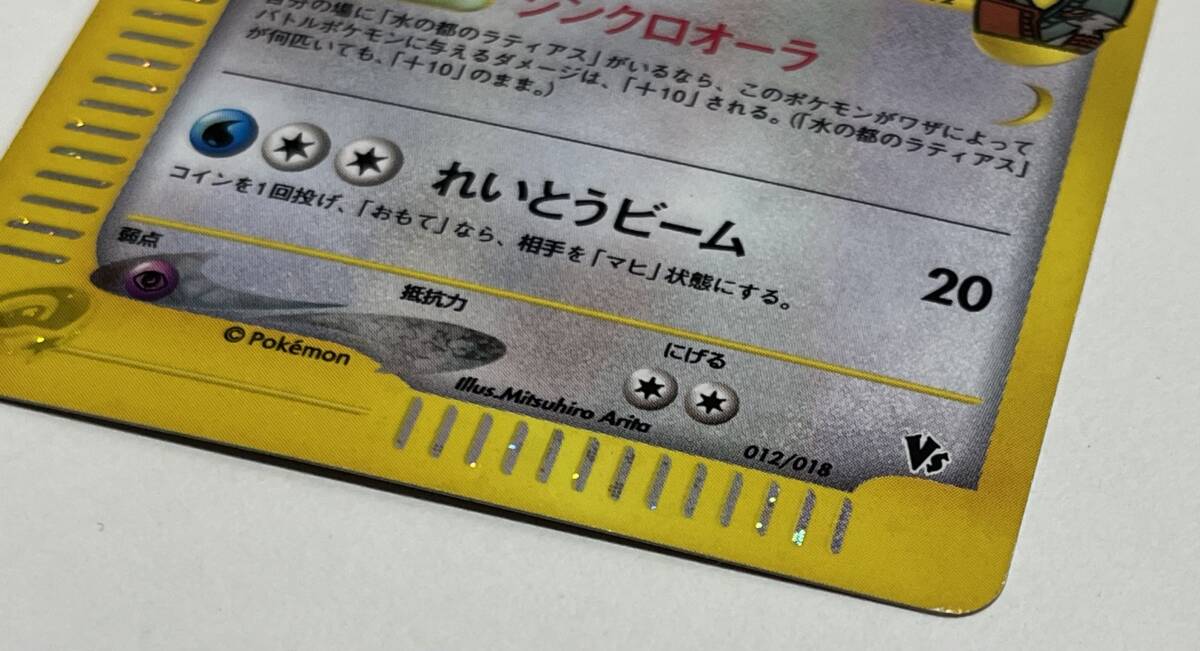 シンクロオーラ
自分の場に「水の都のラティアス」がいるなら、このポケモンがワザによって
バトルポケモンに与えるダメージは、「＋10」される。（「水の都のラティアス」
が何匹いても、「＋10」のまま。）
れいとうビーム 20
コインを1回投げ、「おもて」なら、相手を「マヒ」状態にする。
弱点
抵抗力
にげる
© Pokémon
Illus.Mitsuhiro Arita
012/018
VS